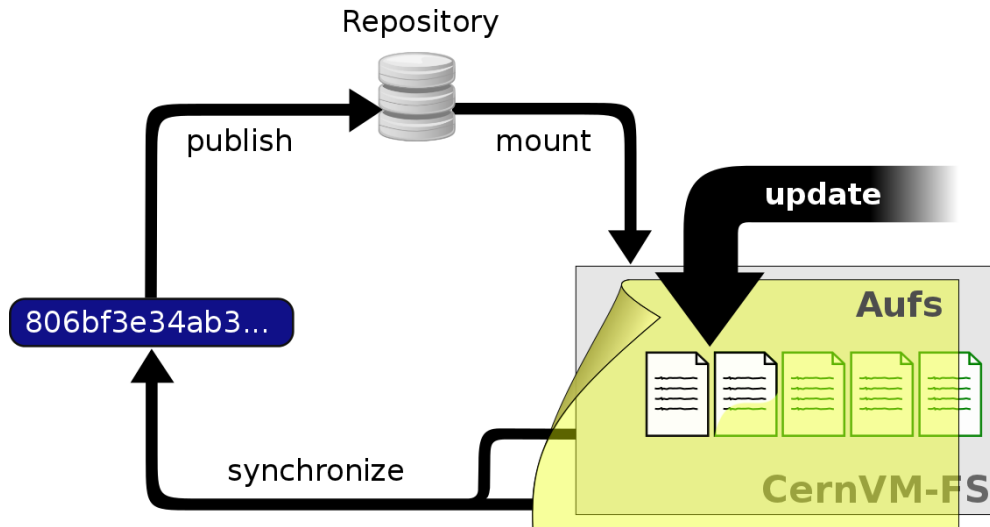 Repository
publish
mount
update
Aufs
806bf3e34ab3...
synchronize
CernVM-FS